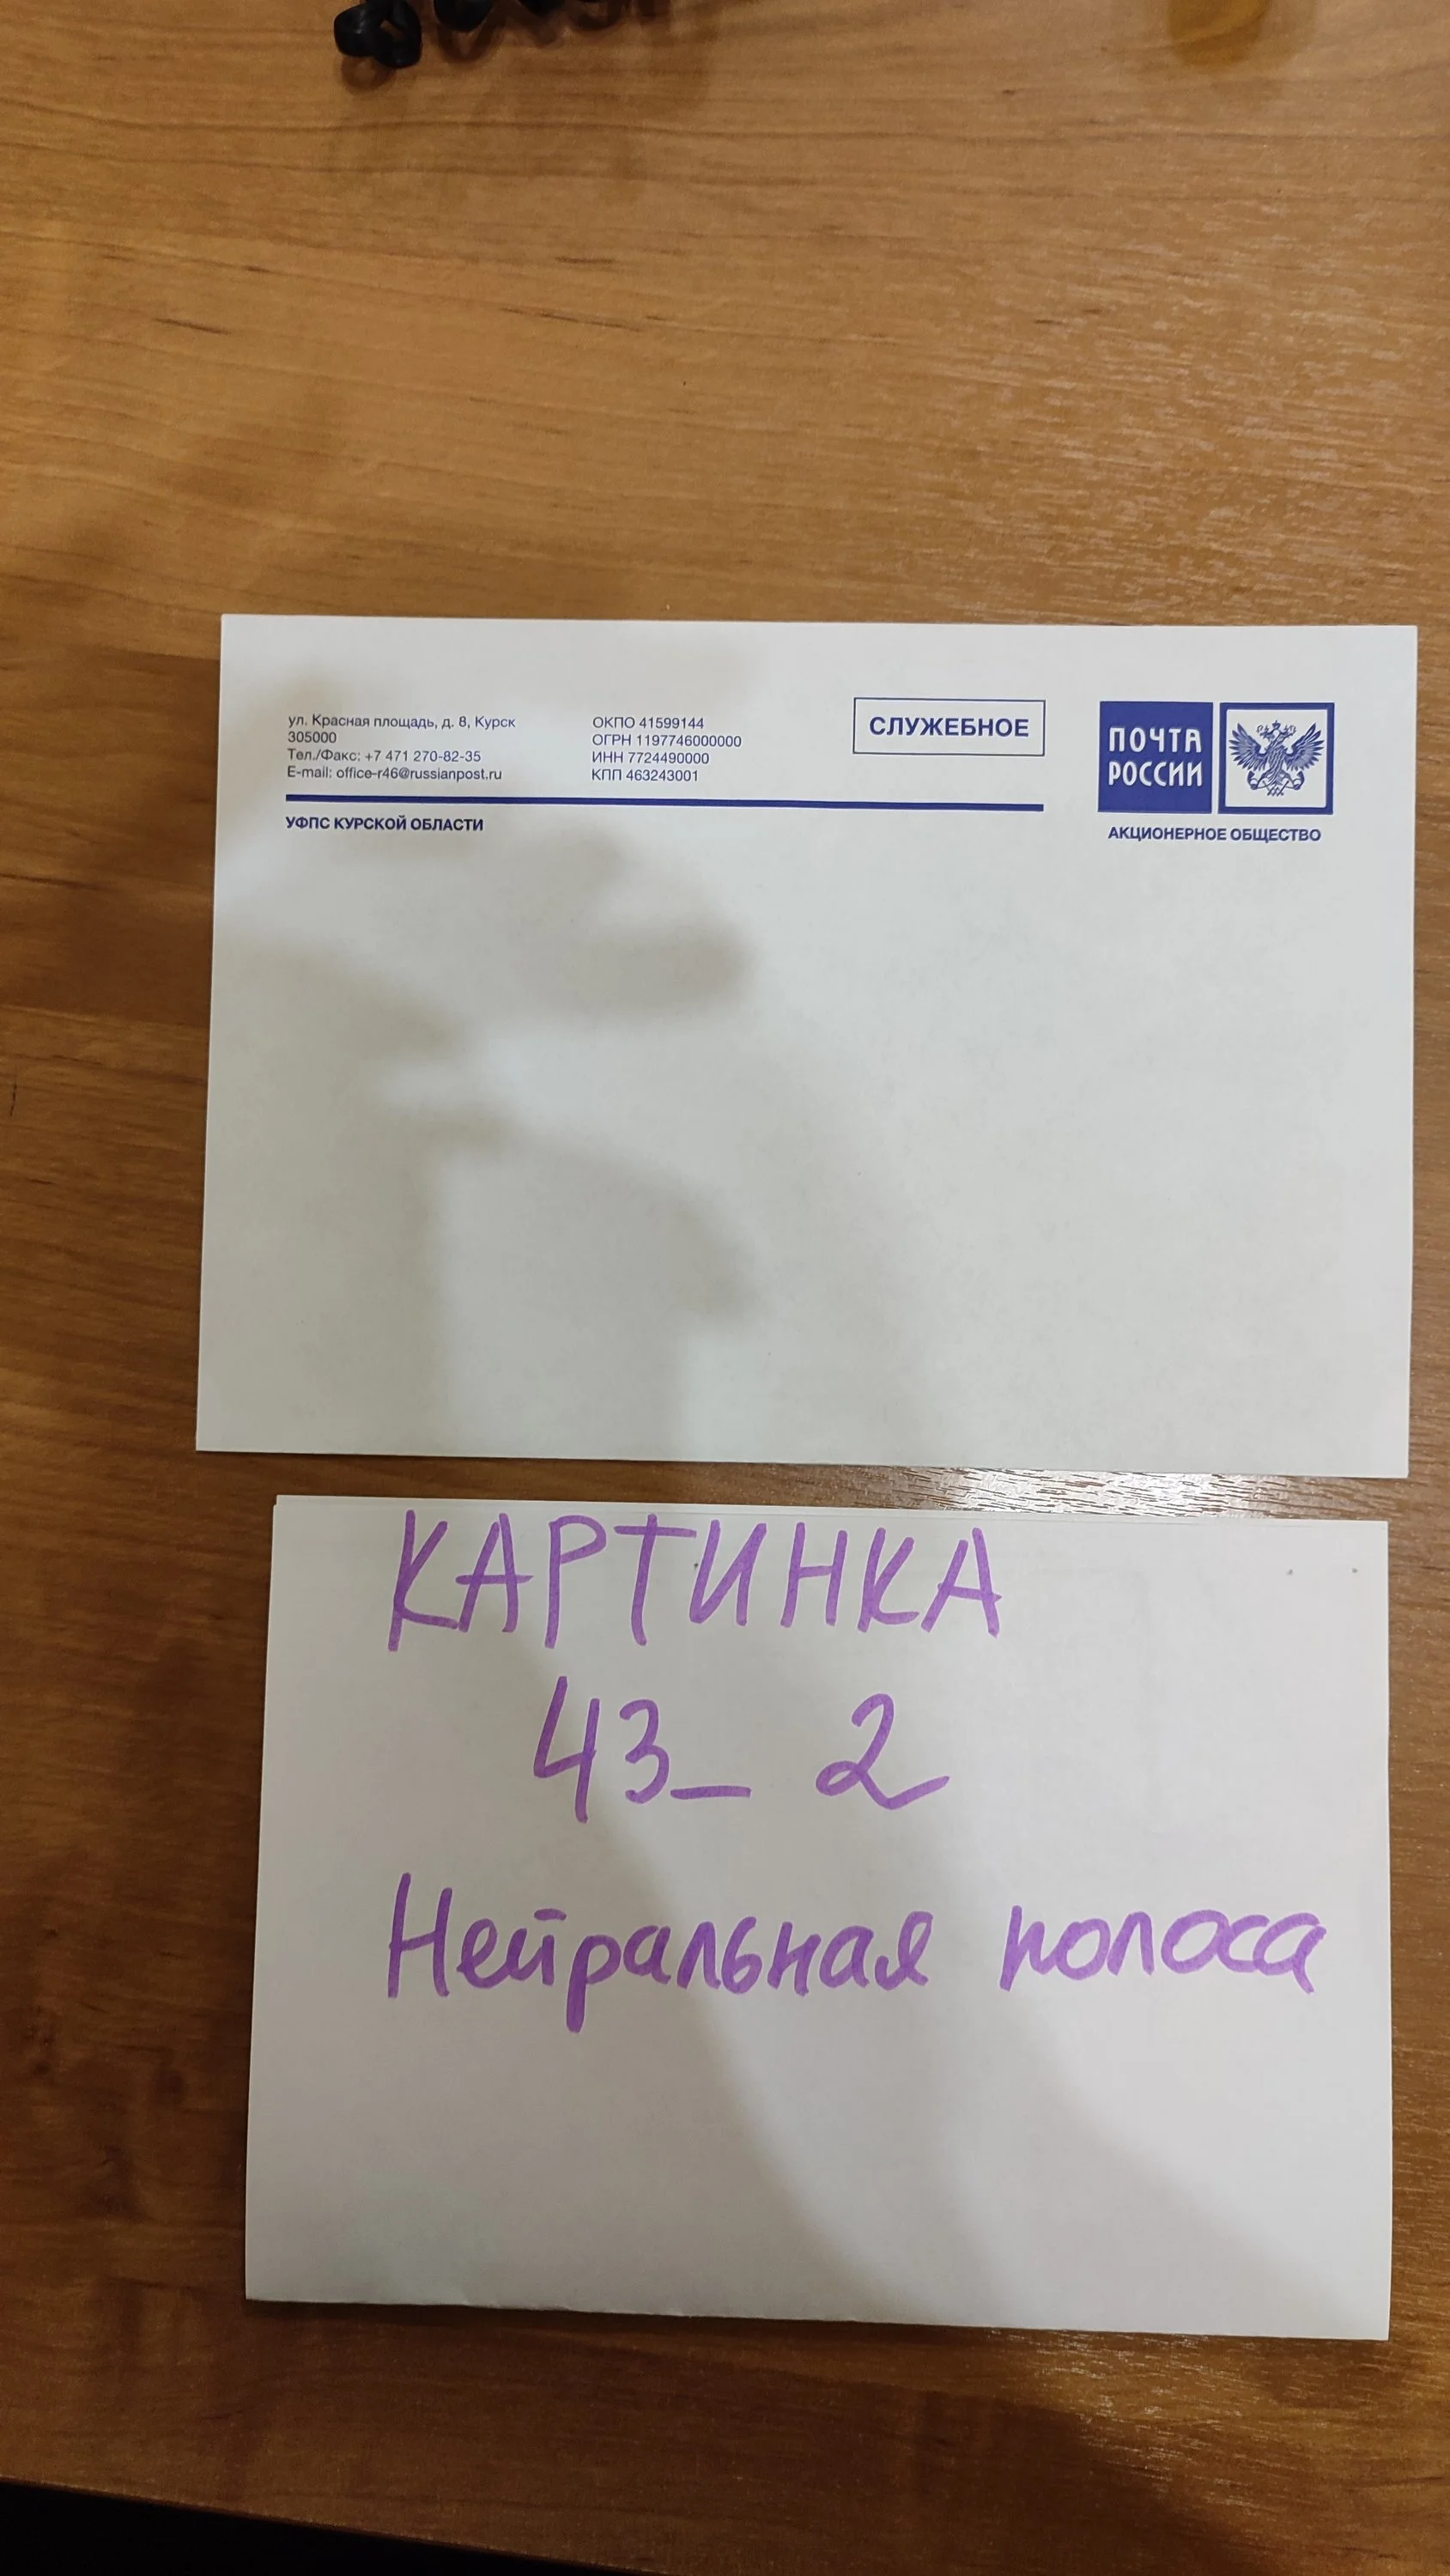 ул. Красная площадь, д. 8, Курск
305000
Тел./Факс: +7 471 270-82-35
E-mail: office-r46@russianpost.ru
ОКПО 41599144
ОГРН 1197746000000
ИНН 7724490000
КПП 463243001
СЛУЖЕБНОЕ
ПОЧТА
РОССИИ
УФПС КУРСКОЙ ОБЛАСТИ
АКЦИОНЕРНОЕ ОБЩЕСТВО
КАРТИНКА
43_ 2
Нейральная полоса